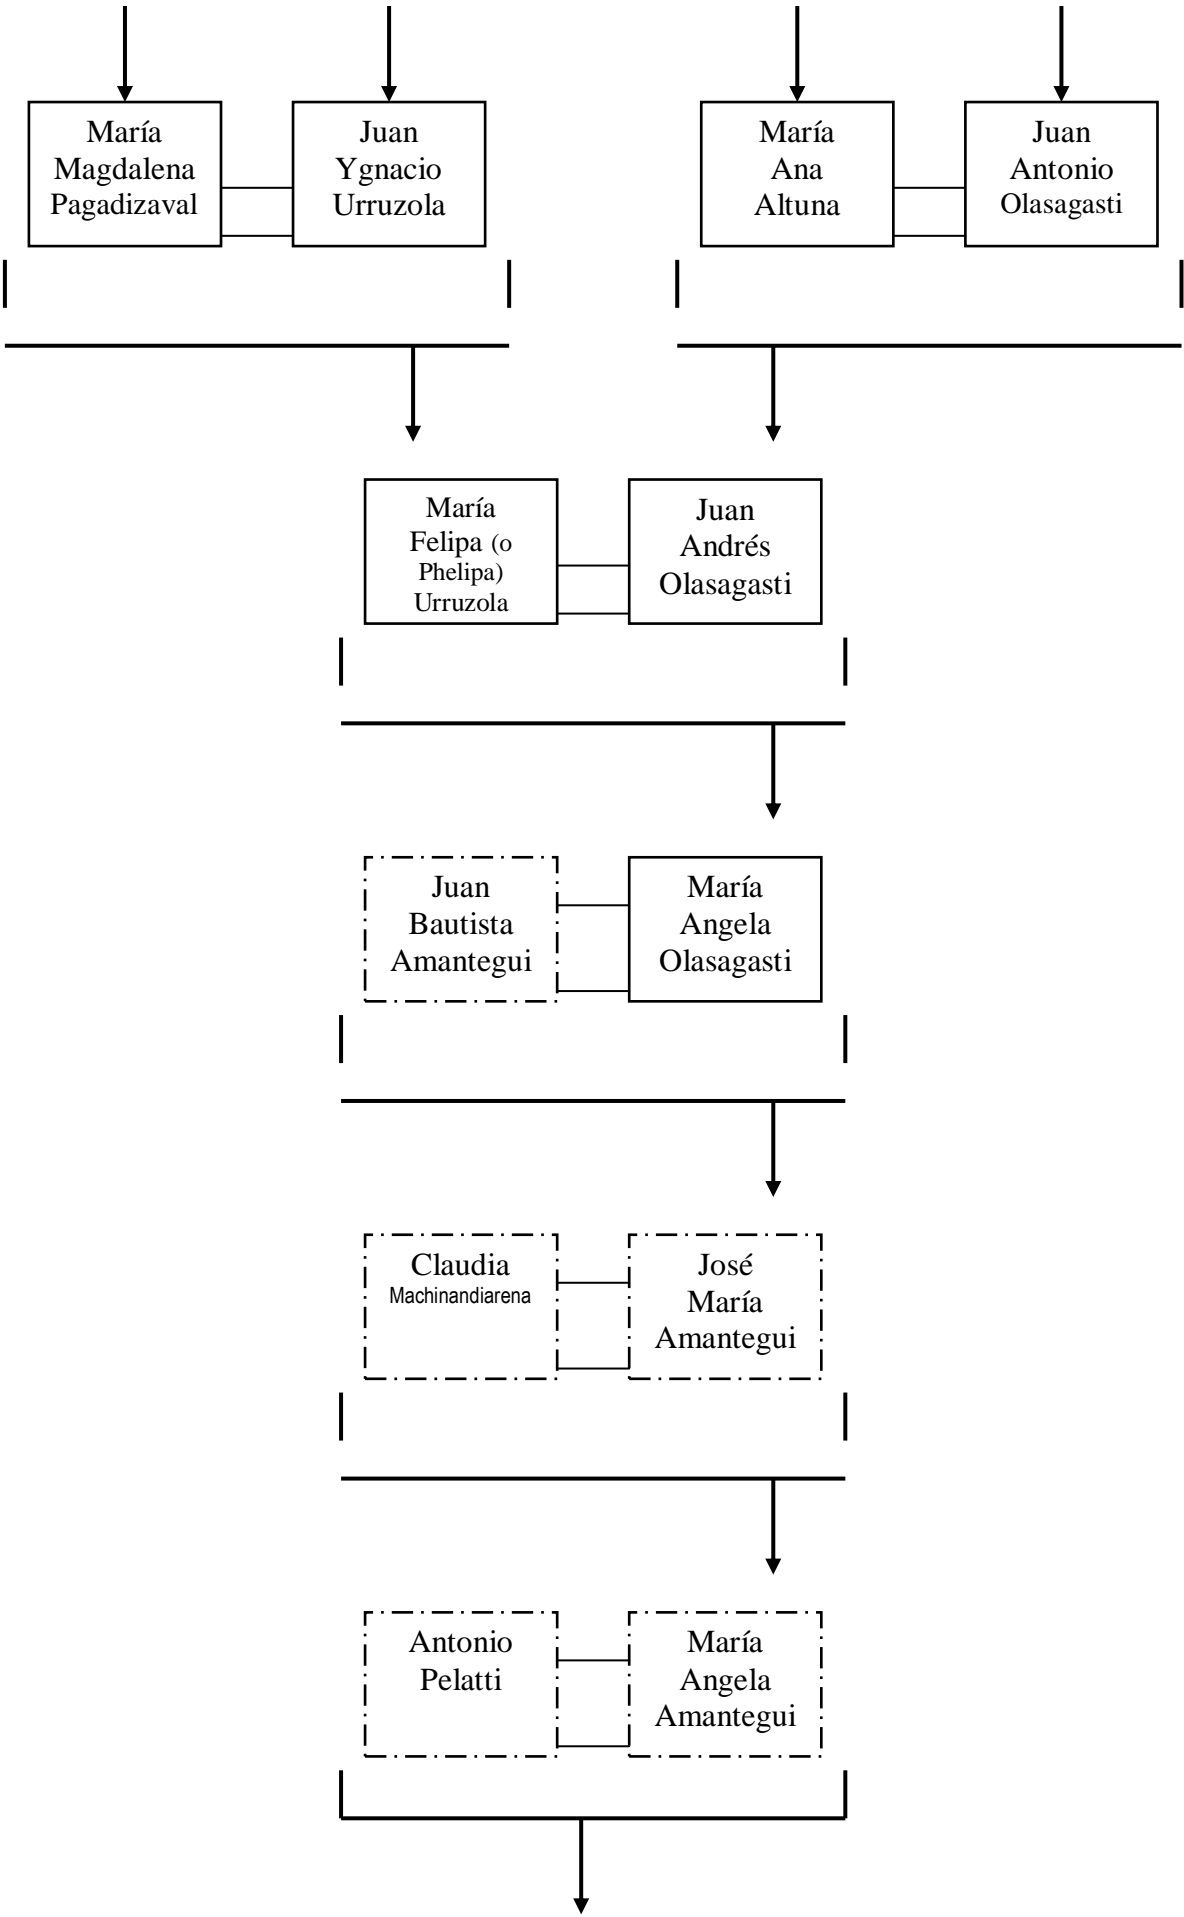 María
Magdalena
Pagadizaval
Juan
Ygnacio
Urruzola
María
Ana
Altuna
Juan
Antonio
Olasagasti
María
Felipa (o
Phelipa)
Urruzola
Juan
Andrés
Olasagasti
Juan
Bautista
Amantegui
María
Angela
Olasagasti
Claudia
Machinandiarena
José
María
Amantegui
Antonio
Pelatti
María
Angela
Amantegui